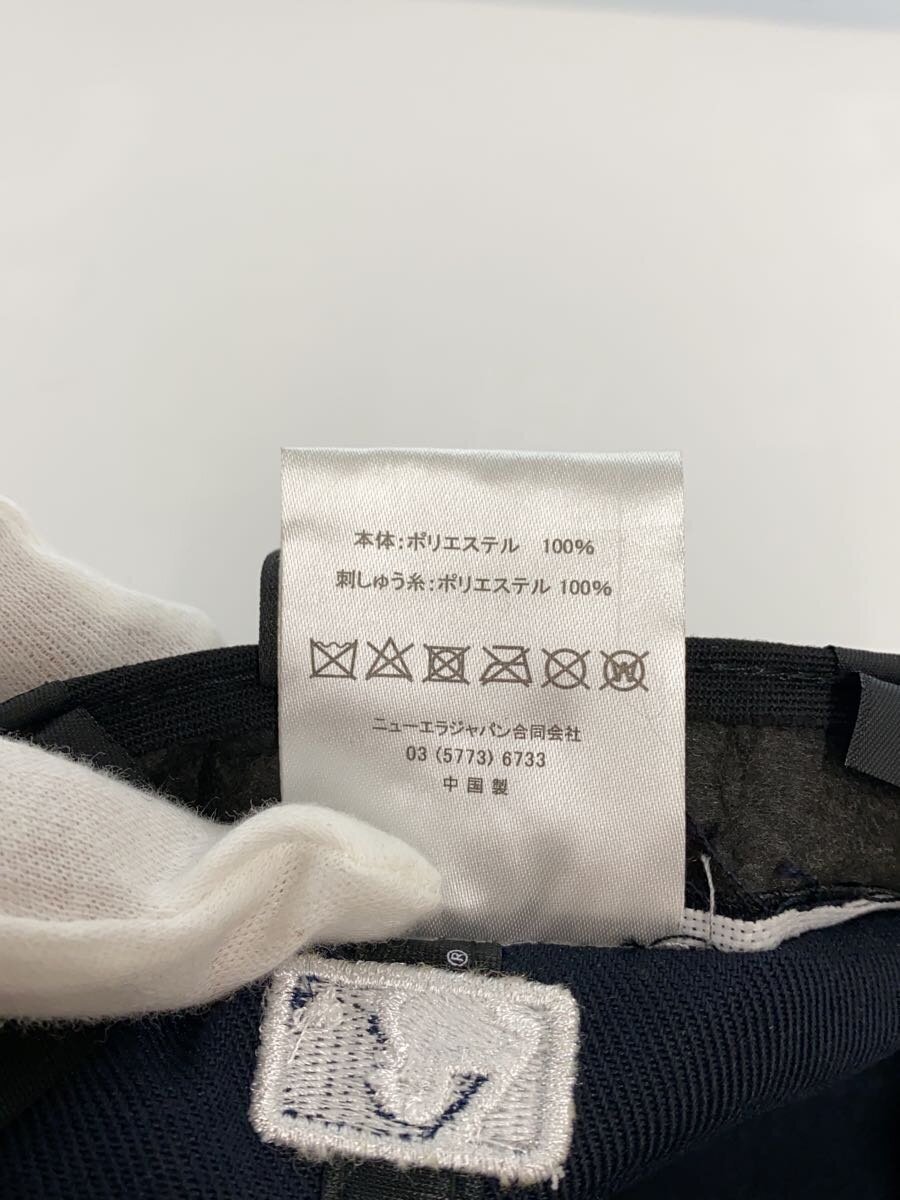 本体：ポリエステル 100%
刺しゅう糸：ポリエステル 100%
W
ニューエラジャパン合同会社
03 (5773) 6733
中国製
®